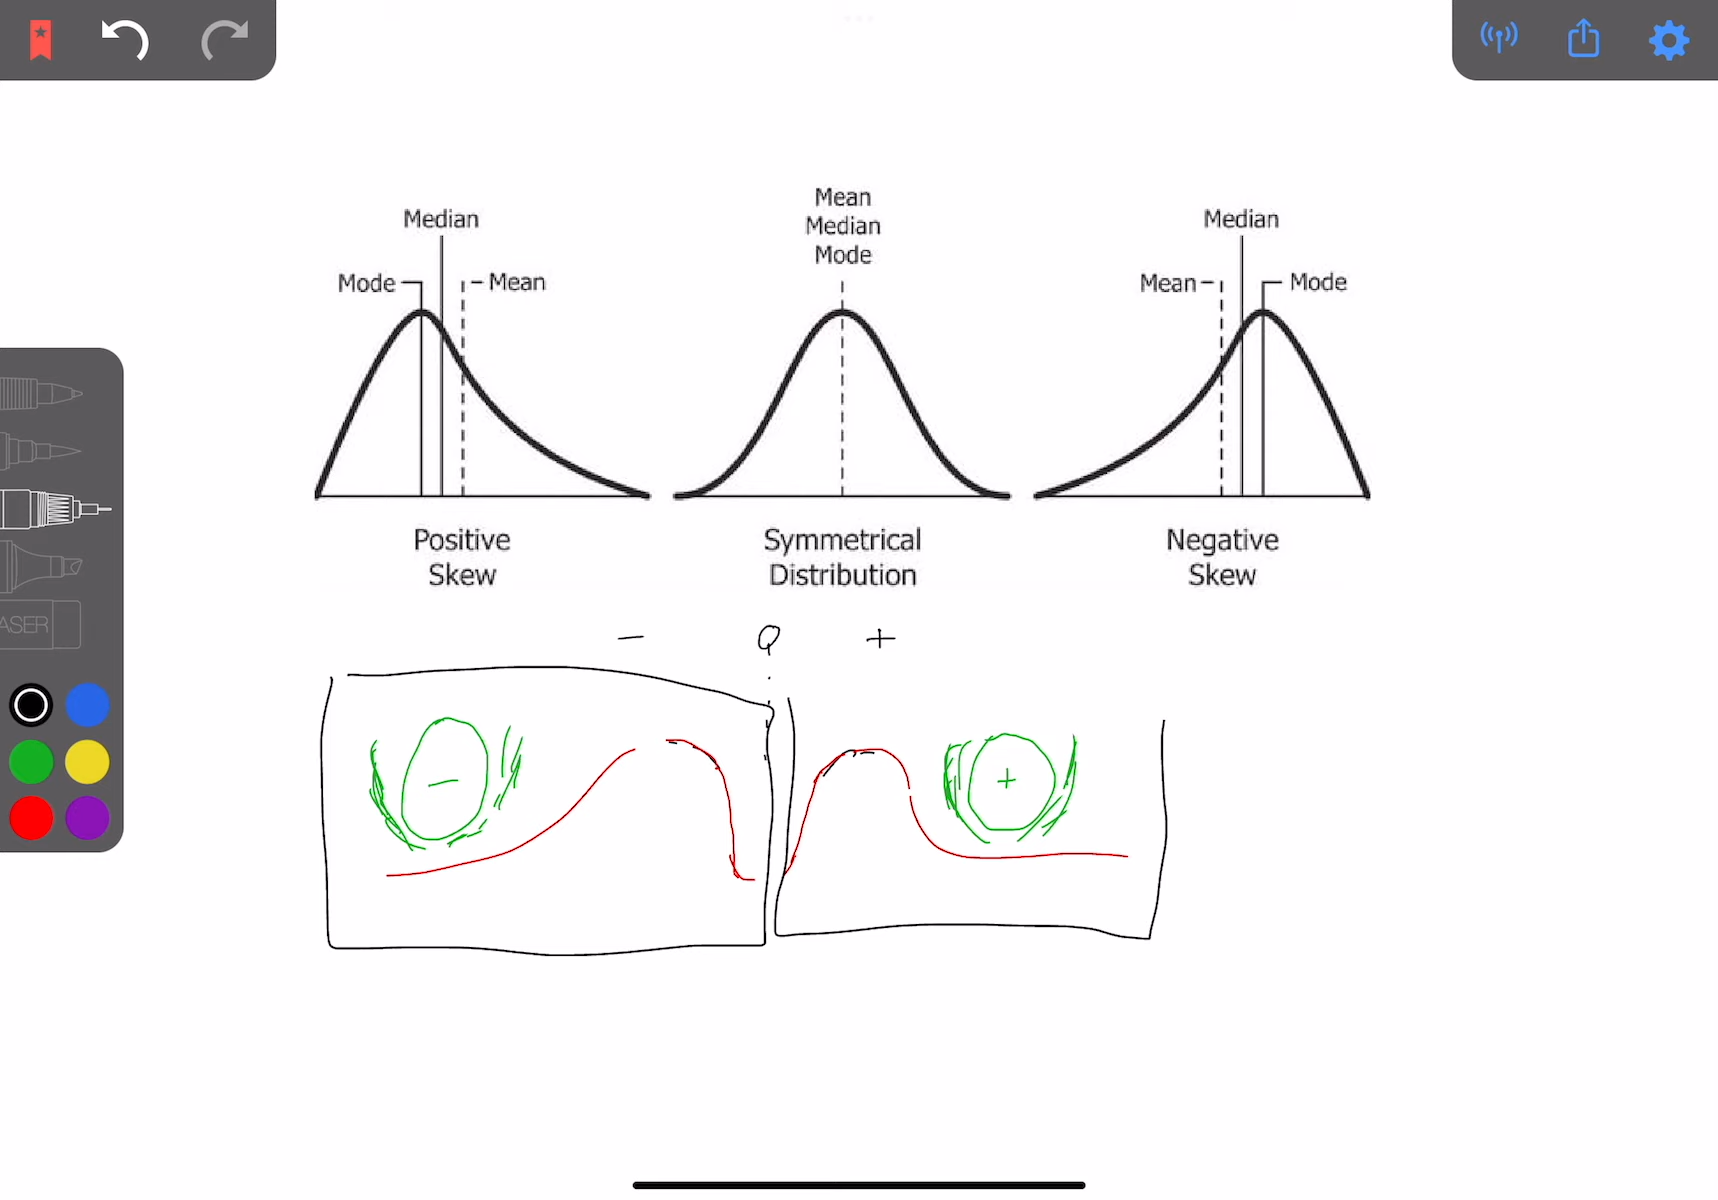 Mean
Median
Mode
Median
Mode
Mean
Median
Mean
Mode
Positive
Skew
Symmetrical
Distribution
Negative
Skew
− 0 +
−
+
ASER